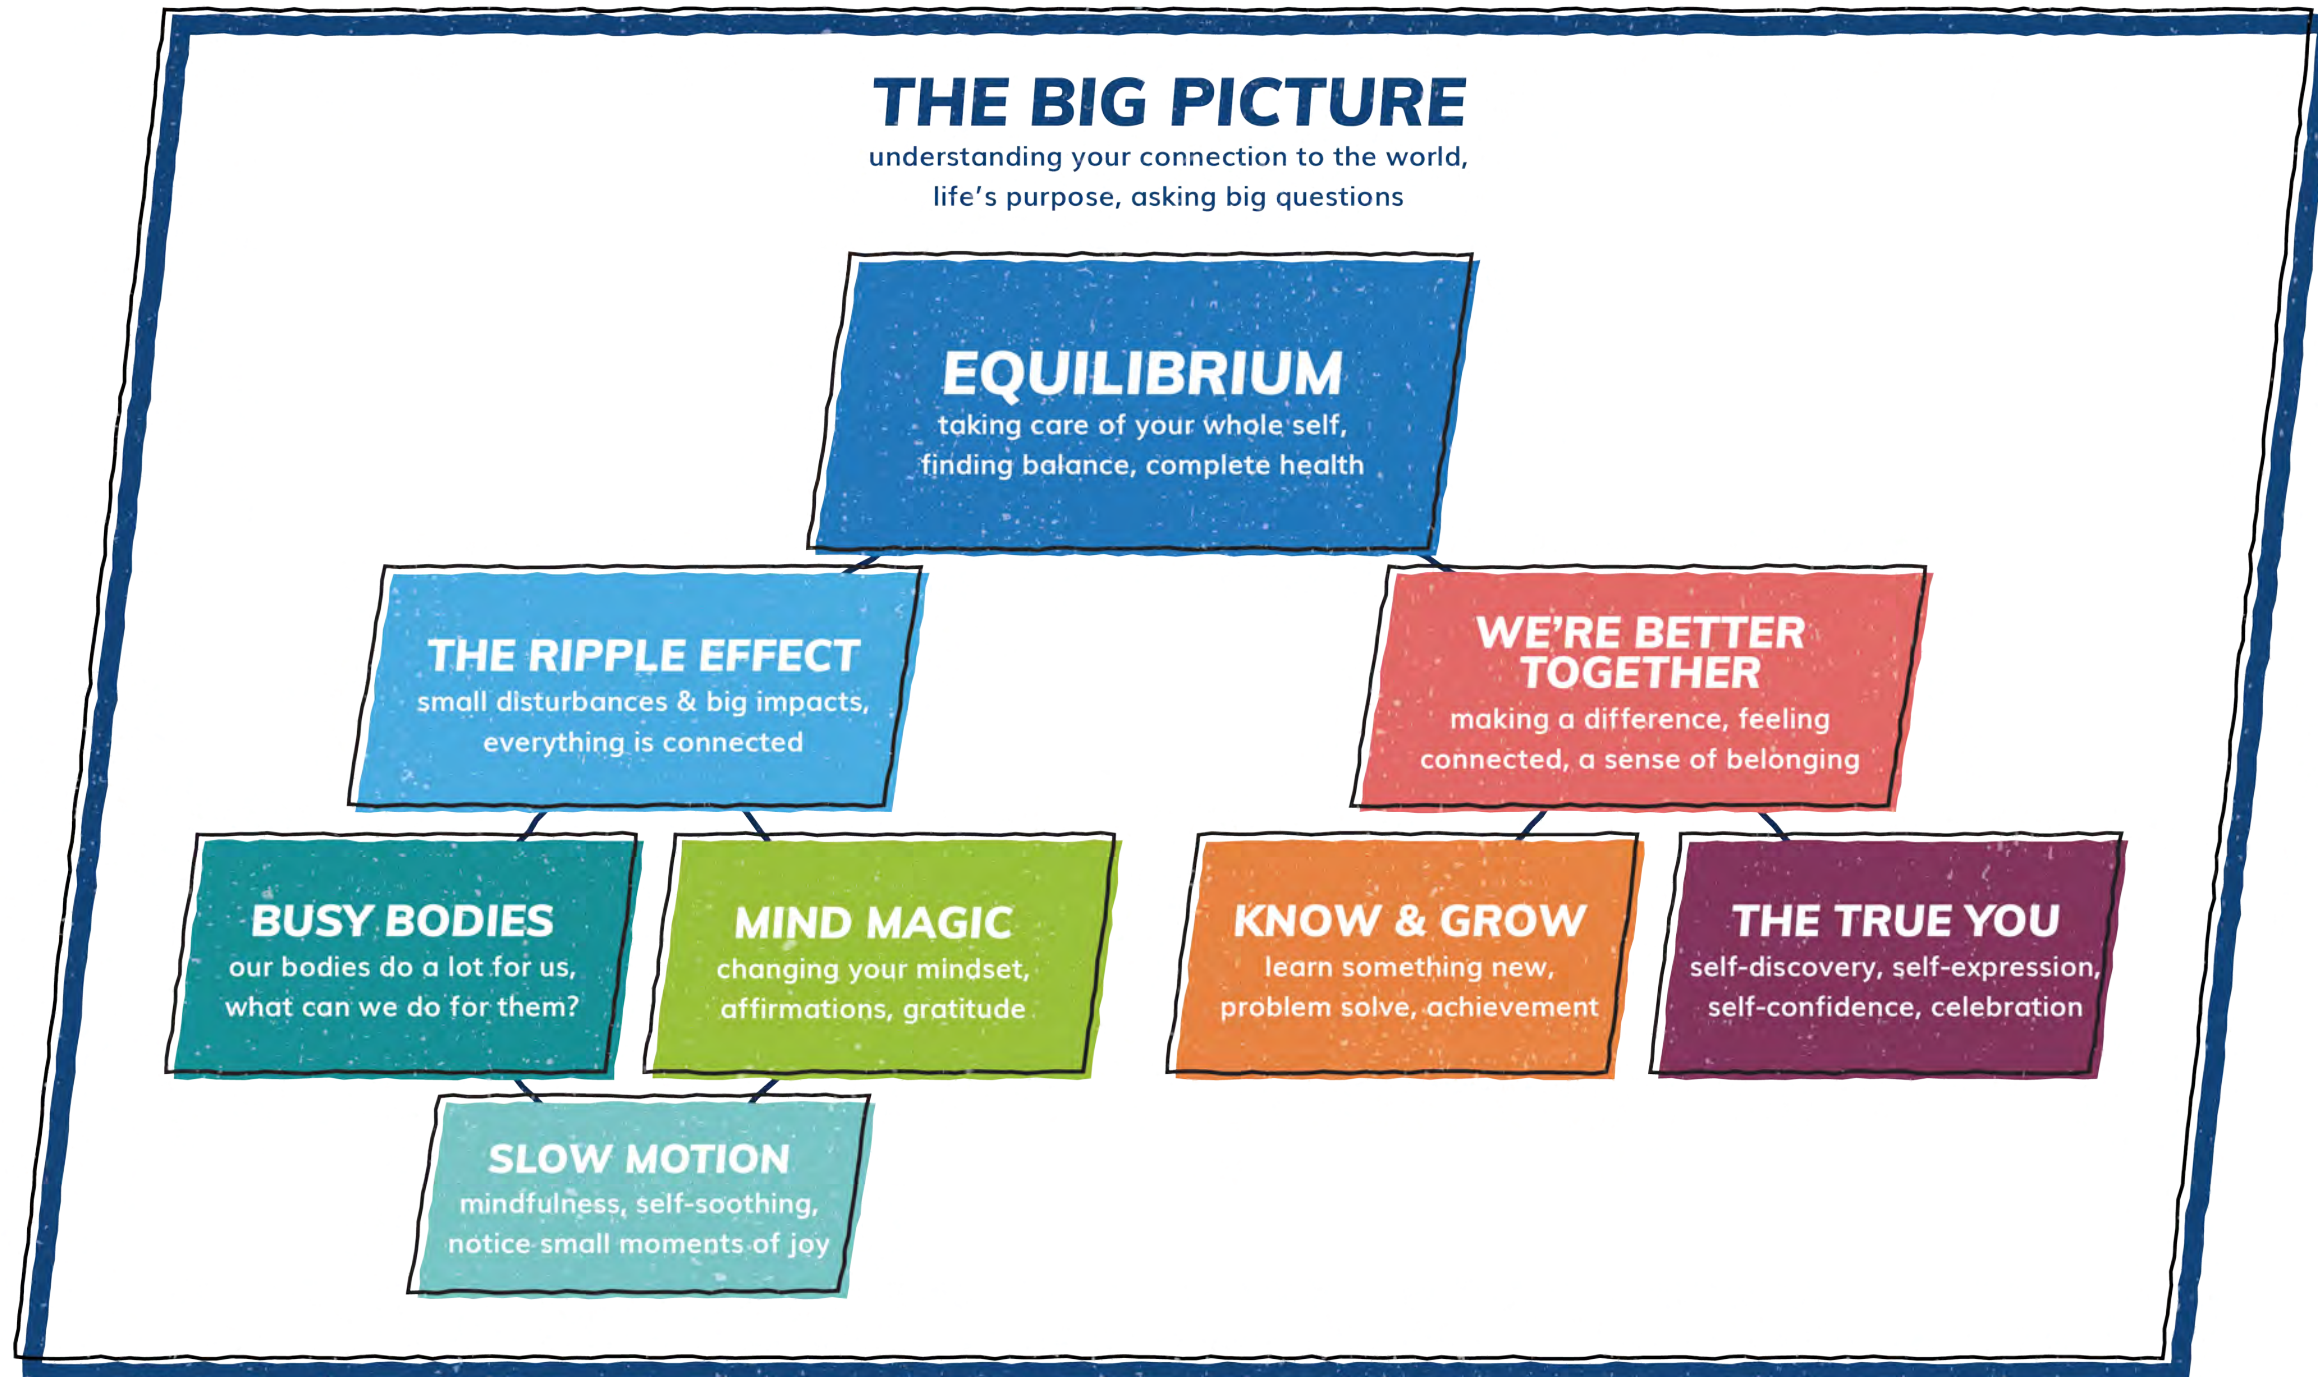 THE BIG PICTURE
understanding your connection to the world,
life's purpose, asking big questions
EQUILIBRIUM
taking care of your whole self,
finding balance, complete health
THE RIPPLE EFFECT
small disturbances & big impacts,
everything is connected
WE'RE BETTER
TOGETHER
making a difference, feeling
connected, a sense of belonging
BUSY BODIES
our bodies do a lot for us,
what can we do for them?
MIND MAGIC
changing your mindset,
affirmations, gratitude
KNOW & GROW
learn something new,
problem solve, achievement
THE TRUE YOU
self-discovery, self-expression,
self-confidence, celebration
SLOW MOTION
mindfulness, self-soothing,
notice small moments of joy